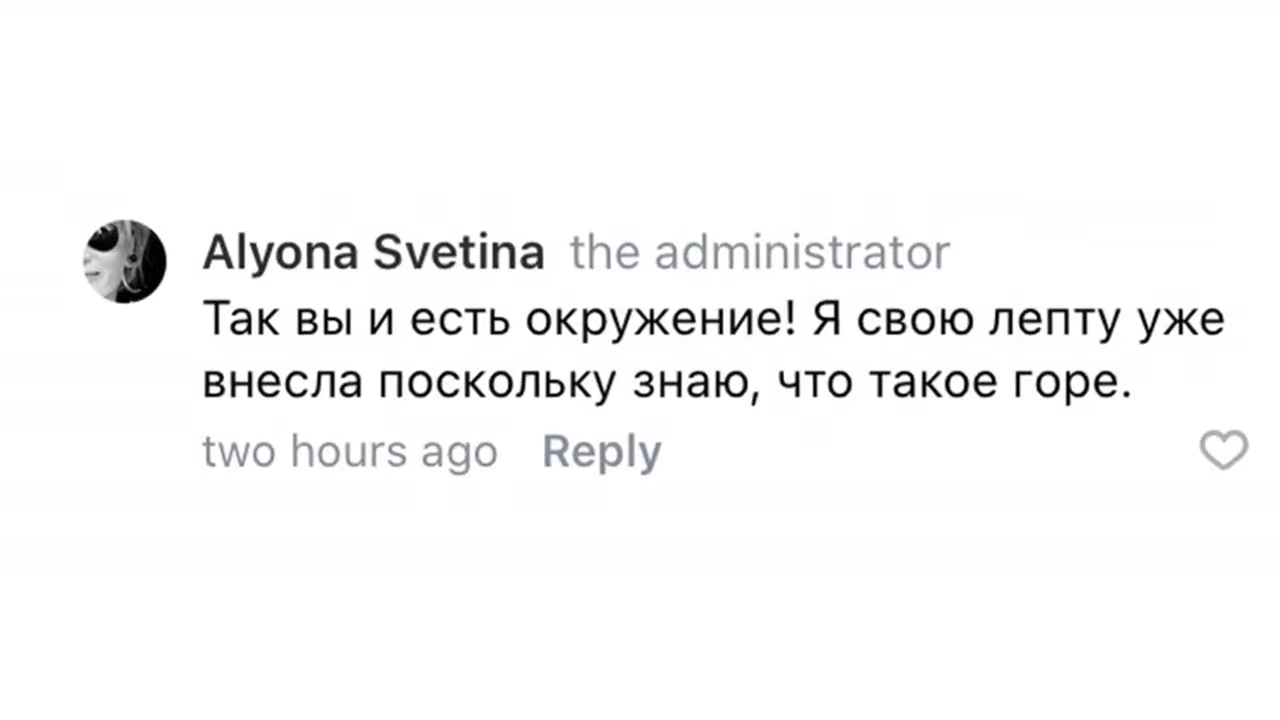 Alyona Svetina the administrator
Так вы и есть окружение! Я свою лепту уже
внесла поскольку знаю, что такое горе.
two hours ago Reply